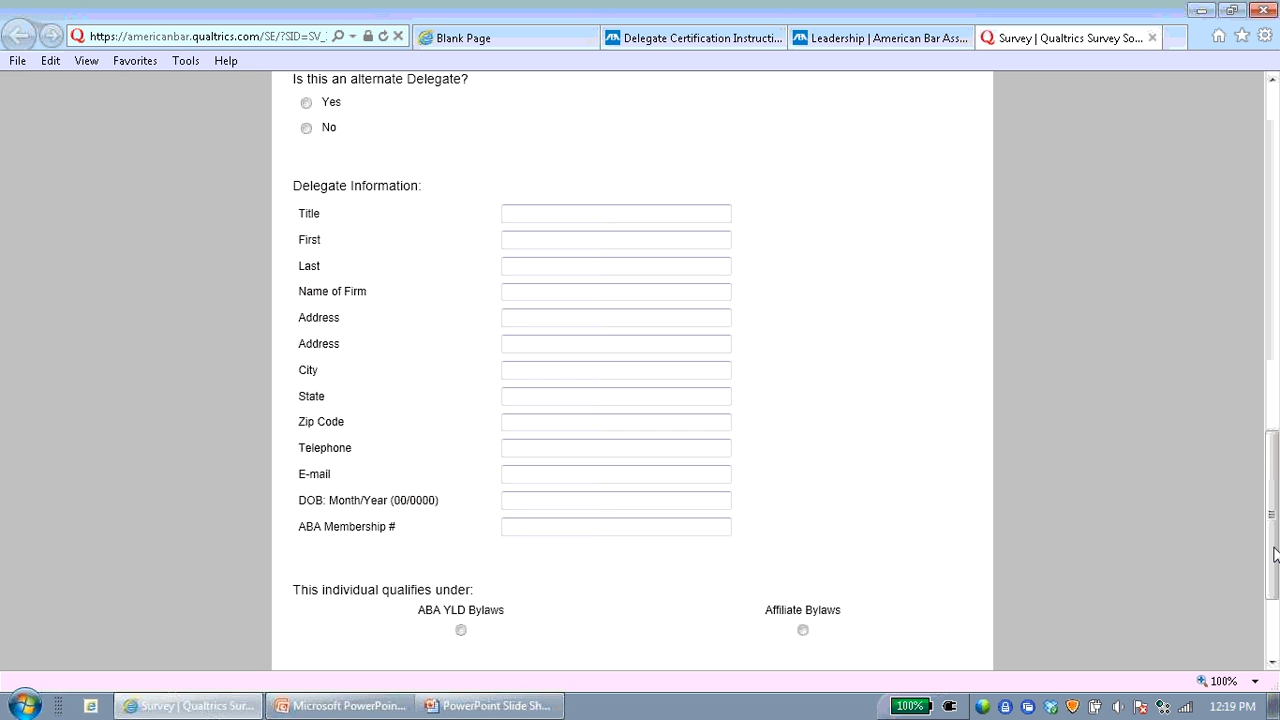 https://americanbar.qualtrics.com/SE/?SID=SV_
Blank Page
Delegate Certification Instructi...
Leadership | American Bar Ass...
Survey | Qualtrics Survey So...
File Edit View Favorites Tools Help
Is this an alternate Delegate?
Yes
No
Delegate Information:
Title
First
Last
Name of Firm
Address
Address
City
State
Zip Code
Telephone
E-mail
DOB: Month/Year (00/0000)
ABA Membership #
This individual qualifies under:
ABA YLD Bylaws Affiliate Bylaws
100%
Survey | Qualtrics Sur...
Microsoft PowerPoin...
PowerPoint Slide Sh...
100%
12:19 PM